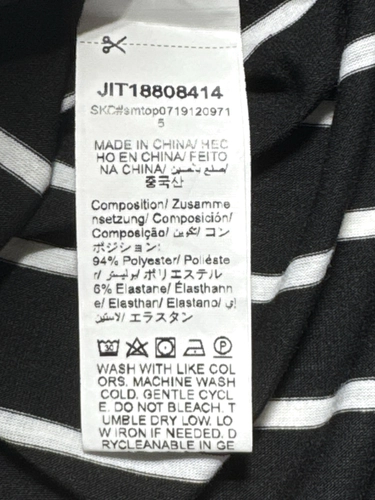 JIT18808414
SKC#smtop0719120971
5
MADE IN CHINA/ HEC
HO EN CHINA/ FEITO
NA CHINA/ صنع بالصين/
중국산
Composition/ Zusamme
nsetzung/ Composición/
Composição/ تكوين/ コン
ポジション:
94% Polyester/ Poliéste
r/ بوليستر/ ポリエステル
6% Elastane/ Élasthann
e/ Elasthan/ Elastano/ إي
لاستين/ エラスタン
WASH WITH LIKE COL
ORS. MACHINE WASH
COLD. GENTLE CYCL
E. DO NOT BLEACH. T
UMBLE DRY LOW. LO
W IRON IF NEEDED. D
RYCLEANABLE IN GE